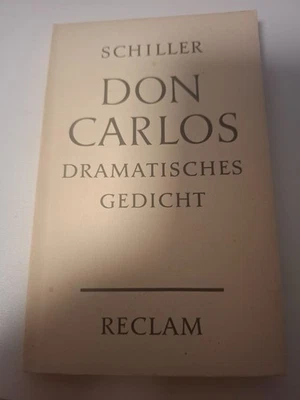 SCHILLER
DON
CARLOS
DRAMATISCHES
GEDICHT
RECLAM